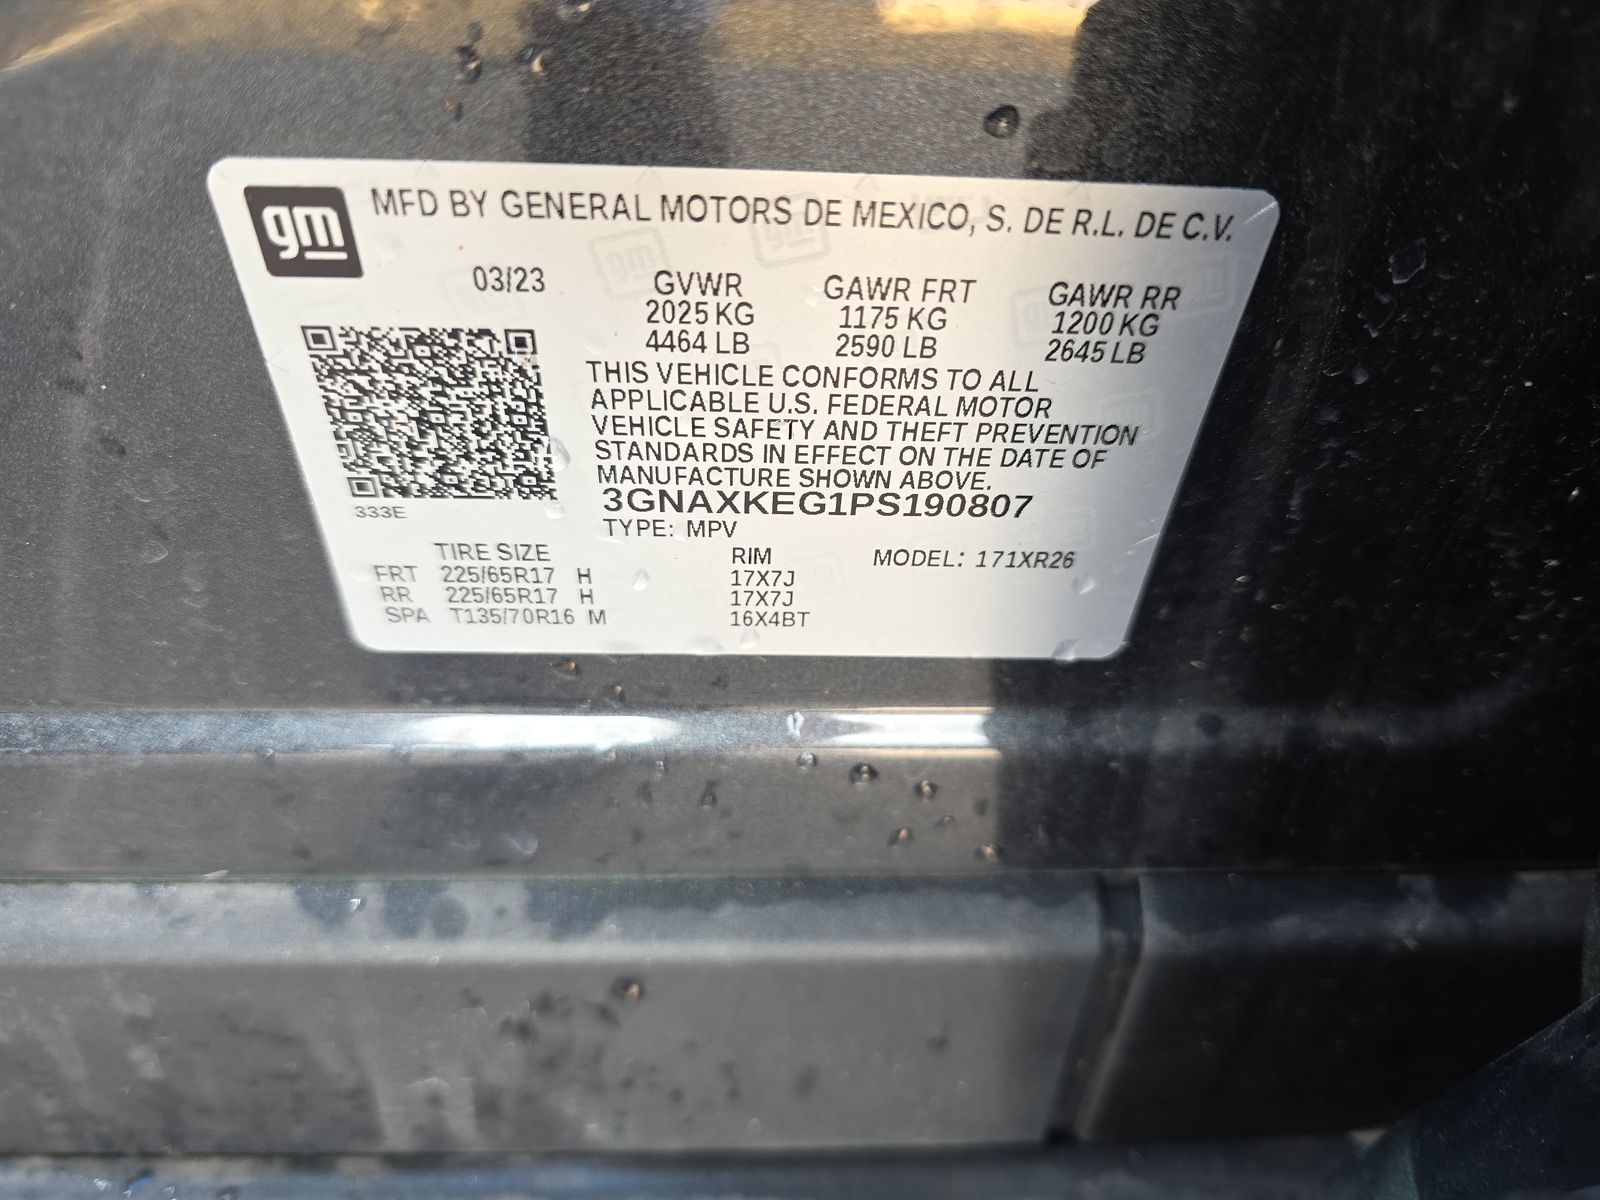 gm
MFD BY GENERAL MOTORS DE MEXICO, S. DE R.L. DE C.V.
03/23 GVWR GAWR FRT GAWR RR
2025 KG 1175 KG 1200 KG
4464 LB 2590 LB 2645 LB
THIS VEHICLE CONFORMS TO ALL
APPLICABLE U.S. FEDERAL MOTOR
VEHICLE SAFETY AND THEFT PREVENTION
STANDARDS IN EFFECT ON THE DATE OF
MANUFACTURE SHOWN ABOVE.
3GNAXKEG1PS190807
333E
TYPE: MPV
TIRE SIZE RIM MODEL: 171XR26
FRT 225/65R17 H 17X7J
RR 225/65R17 H 17X7J
SPA T135/70R16 M 16X4BT